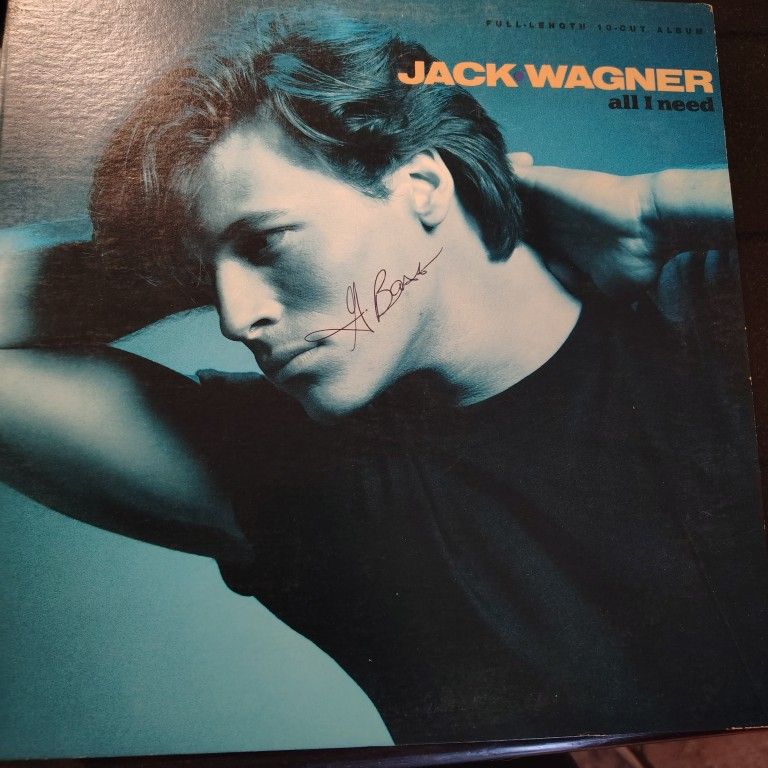 FULL-LENGTH 10-CUT ALBUM
JACK WAGNER
all I need